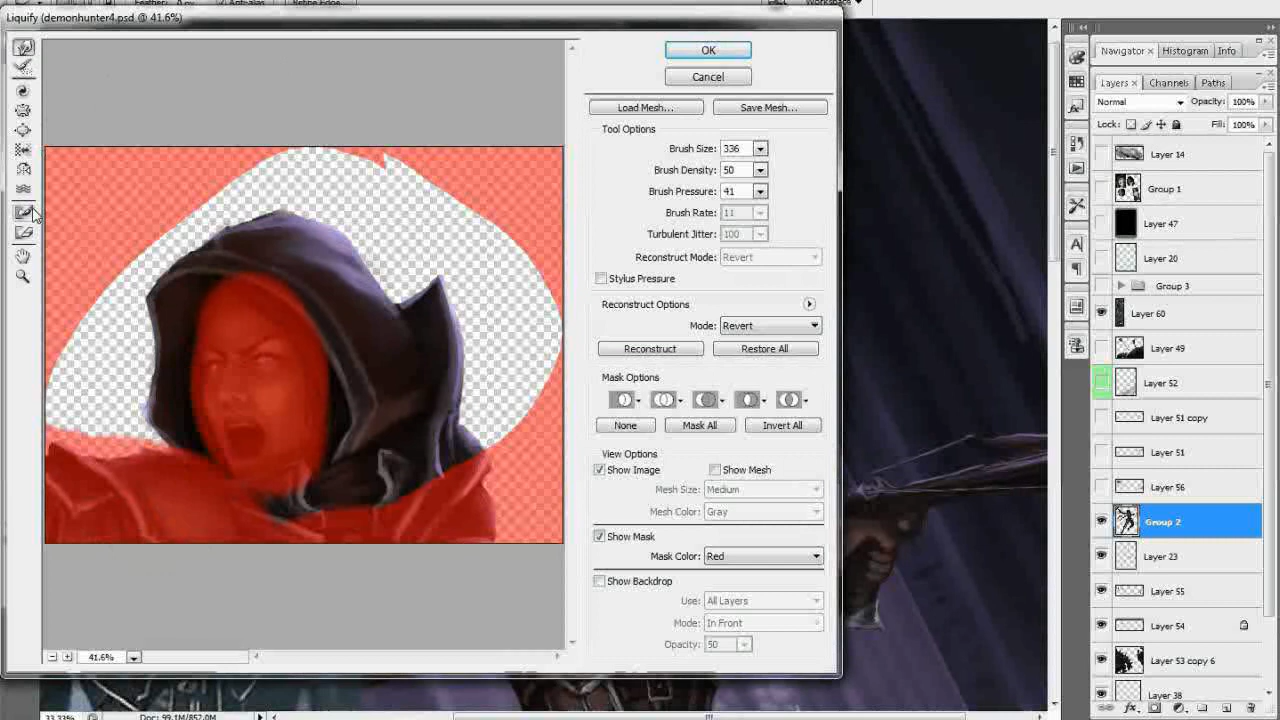 Feather: Anti-alias Refine Edge... Workspace
Liquify (demonhunter4.psd @ 41.6%)
OK
Cancel
Load Mesh... Save Mesh...
Tool Options
Brush Size: 336
Brush Density: 50
Brush Pressure: 41
Brush Rate: 11
Turbulent Jitter: 100
Reconstruct Mode: Revert
Stylus Pressure
Reconstruct Options
Mode: Revert
Reconstruct Restore All
Mask Options
None Mask All Invert All
View Options
Show Image Show Mesh
Mesh Size: Medium
Mesh Color: Gray
Show Mask
Mask Color: Red
Show Backdrop
Use: All Layers
Mode: In Front
Opacity: 50
41.6%
33.33% Doc: 99.1M/852.0M
Navigator Histogram Info
Layers Channels Paths
Normal Opacity: 100%
Lock: Fill: 100%
Layer 14
Group 1
Layer 47
Layer 20
Group 3
Layer 60
Layer 49
Layer 52
Layer 51 copy
Layer 51
Layer 56
Group 2
Layer 23
Layer 55
Layer 54
Layer 53 copy 6
Layer 38